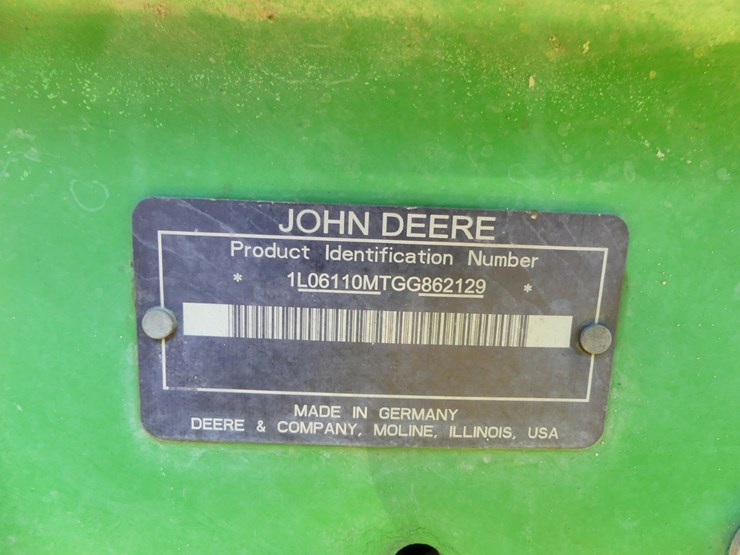 JOHN DEERE
Product Identification Number
* 1L06110MTGG862129 *
MADE IN GERMANY
DEERE & COMPANY, MOLINE, ILLINOIS, USA